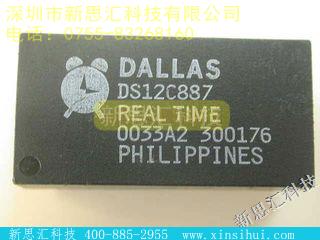 深圳市新思汇科技有限公司
电话：0755-83268160
DALLAS
DS12C887
REAL TIME
0033A2 300176
PHILIPPINES
新思汇科技
新思汇科技 400-885-2955 www.xinsihui.com